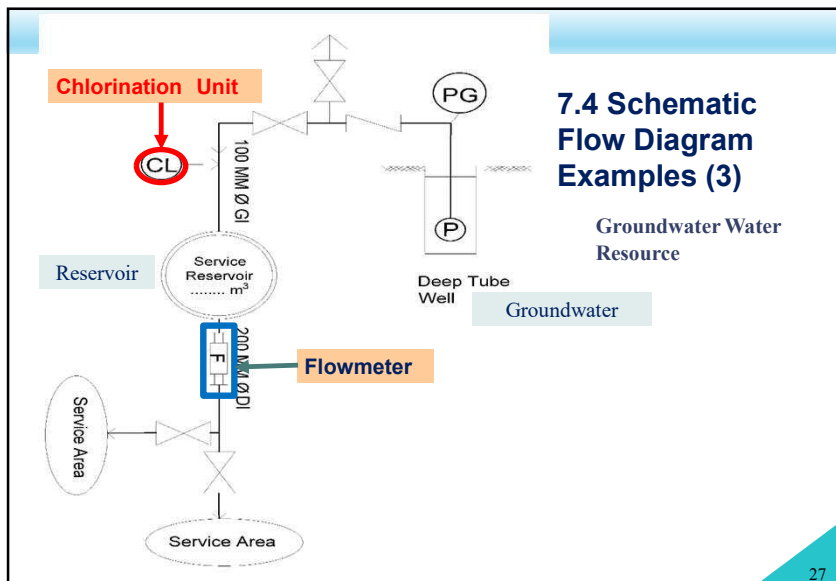 Chlorination Unit
PG
7.4 Schematic
Flow Diagram
Examples (3)
CL
100 MM Ø GI
Groundwater Water
Resource
P
Reservoir
Service
Reservoir
........ m³
Deep Tube
Well
Groundwater
F
200 MM Ø DI
Flowmeter
Service Area
Service Area
27